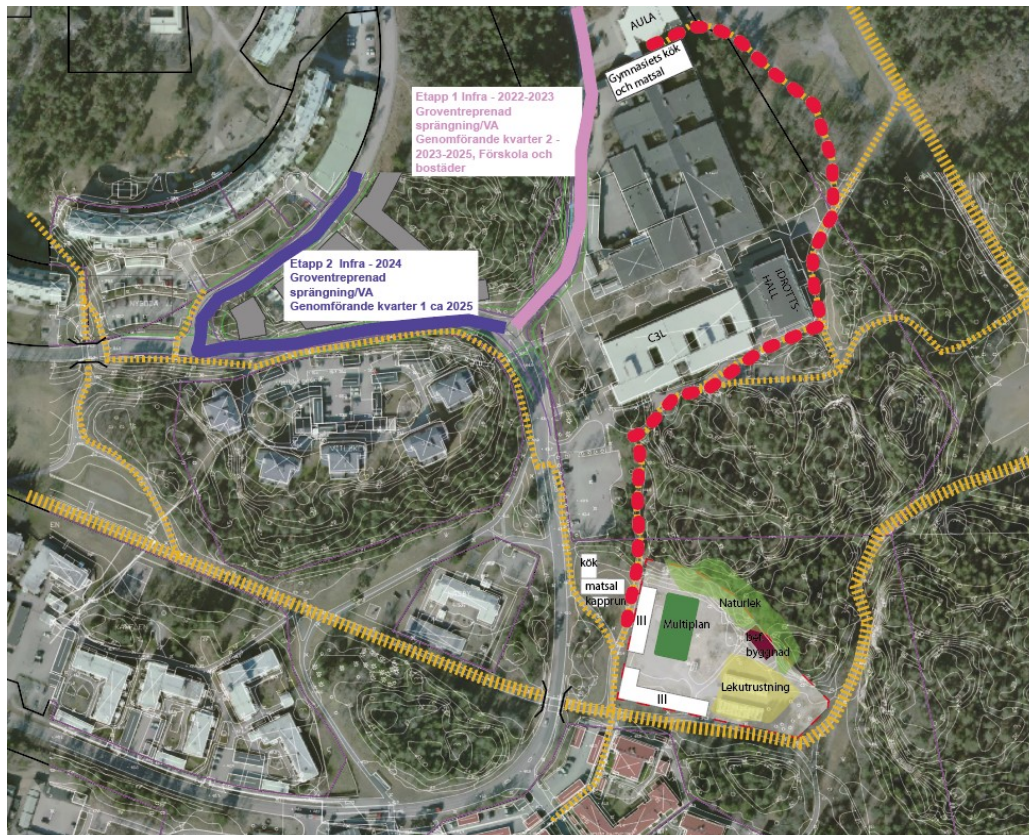 AULA
Gymnasiets kök
och matsal
Etapp 1 Infra - 2022-2023
Groventreprenad
sprängning/VA
Genomförande kvarter 2 -
2023-2025, Förskola och
bostäder
Etapp 2 Infra - 2024
Groventreprenad
sprängning/VA
Genomförande kvarter 1 ca 2025
IDROTTS-
HALL
C3L
kök
matsal
kapprum
III
Multiplan
Naturlek
bef
byggnad
Lekutrustning
III